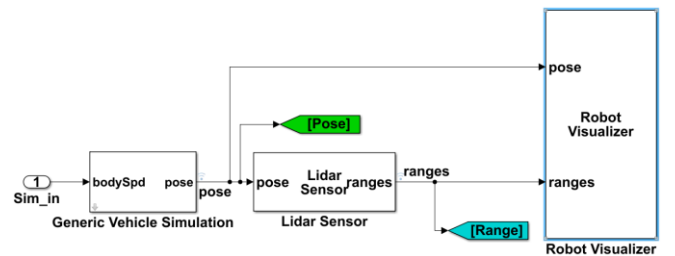 pose
[Pose]
Robot
Visualizer
1
Sim_in
bodySpd
pose
pose
pose
Lidar
Sensor
ranges
ranges
ranges
Generic Vehicle Simulation
Lidar Sensor
[Range]
Robot Visualizer